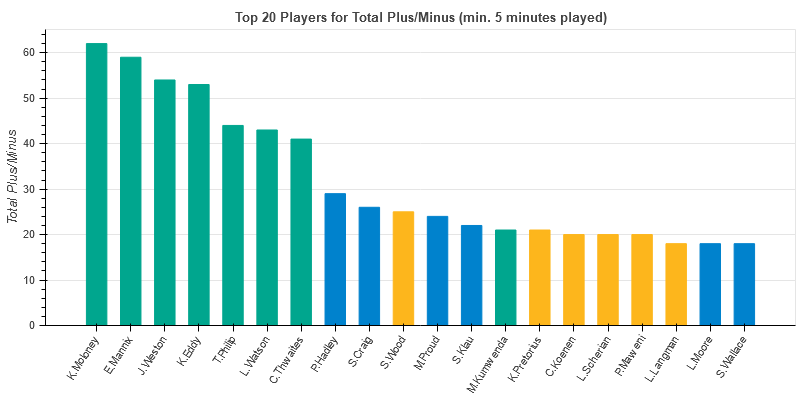 Top 20 Players for Total Plus/Minus (min. 5 minutes played)
Total Plus/Minus
60
50
40
30
20
10
0
K.Moloney
E.Mannix
J.Weston
K.Eddy
T.Philip
L.Watson
C.Thwaites
P.Hadley
S.Craig
S.Wood
M.Proud
S.Klau
M.Kumwenda
K.Pretorius
C.Koenen
L.Scherian
P.Maweni
L.Langman
L.Moore
S.Wallace